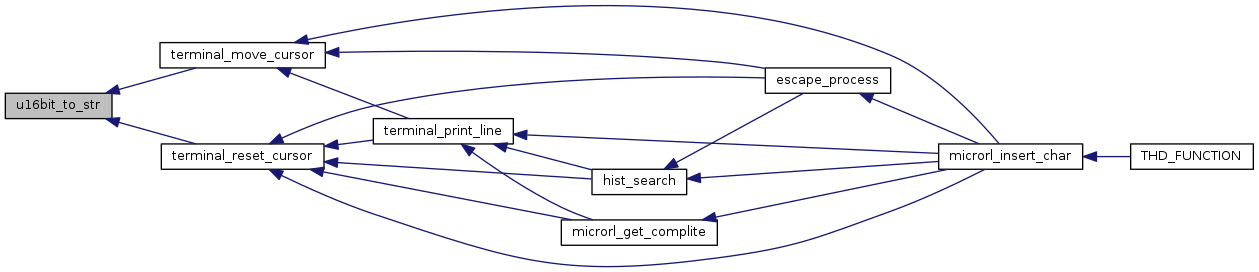 u16bit_to_str
terminal_move_cursor
terminal_reset_cursor
terminal_print_line
escape_process
hist_search
microrl_get_complite
microrl_insert_char
THD_FUNCTION